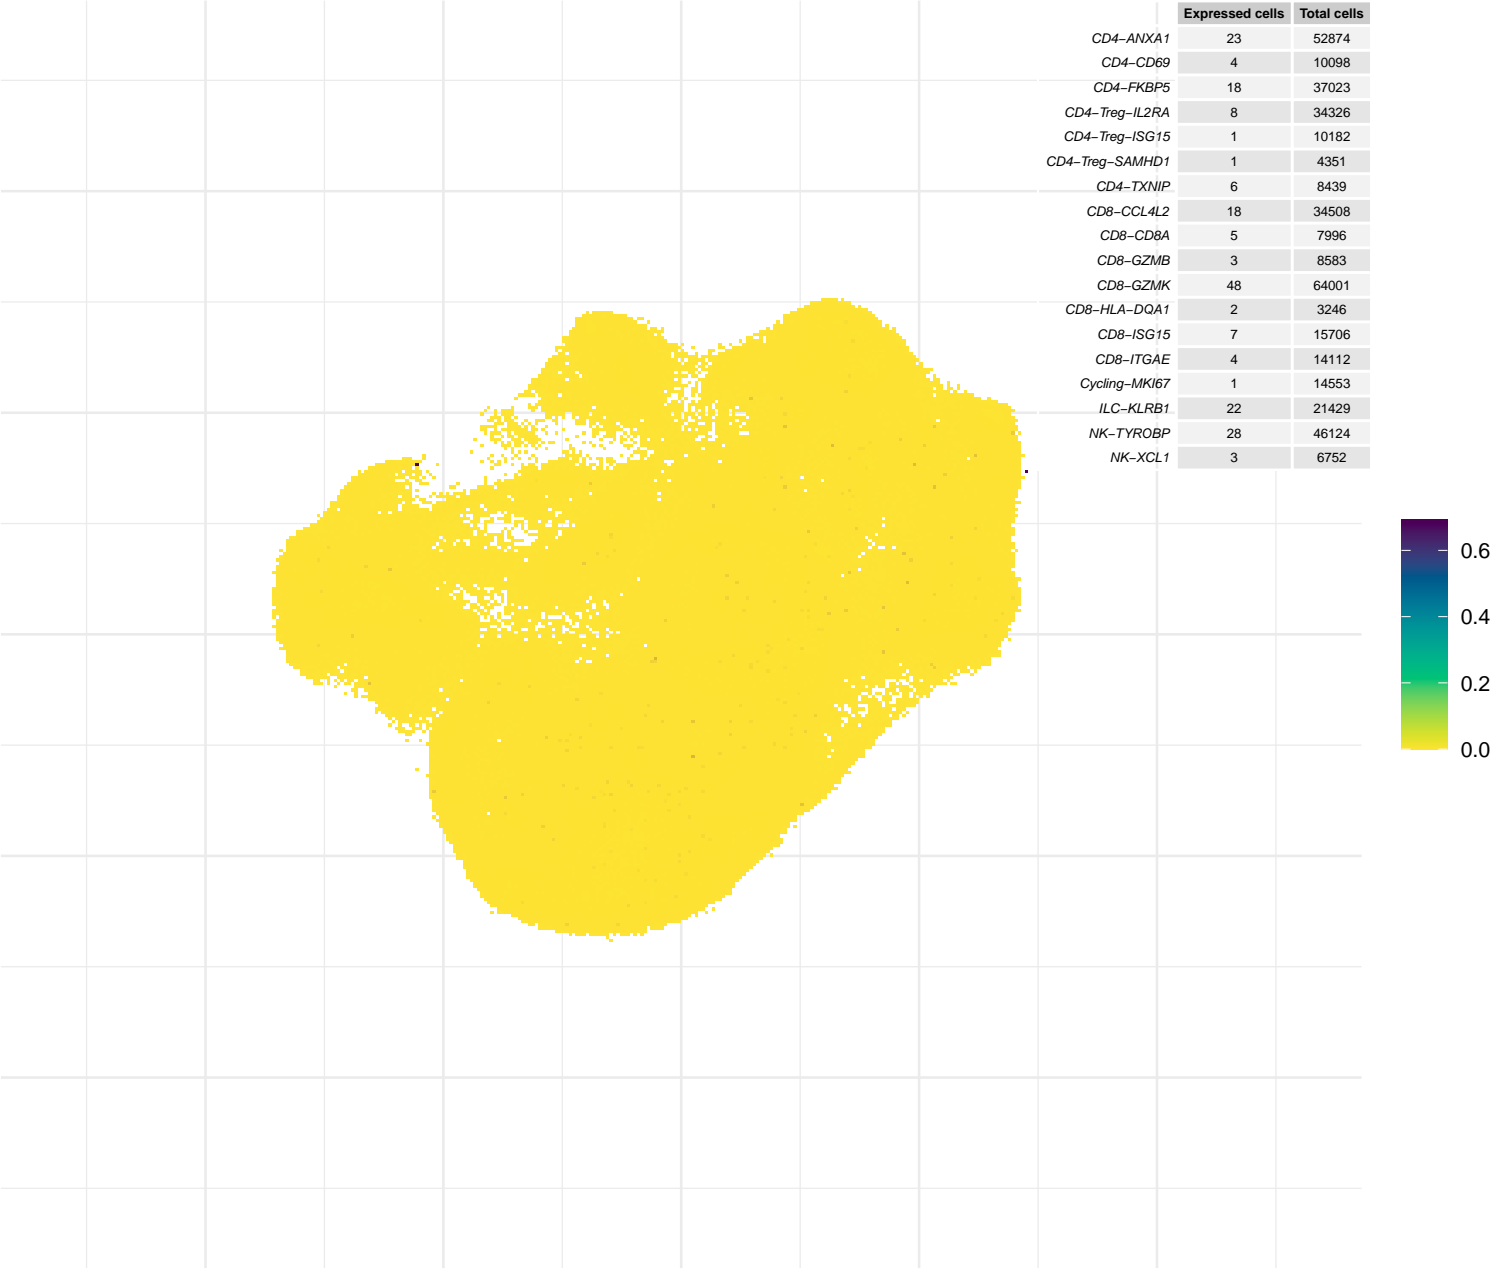 Expressed cells Total cells
CD4−ANXA1 23 52874
CD4−CD69 4 10098
CD4−FKBP5 18 37023
CD4−Treg−IL2RA 8 34326
CD4−Treg−ISG15 1 10182
CD4−Treg−SAMHD1 1 4351
CD4−TXNIP 6 8439
CD8−CCL4L2 18 34508
CD8−CD8A 5 7996
CD8−GZMB 3 8583
CD8−GZMK 48 64001
CD8−HLA−DQA1 2 3246
CD8−ISG15 7 15706
CD8−ITGAE 4 14112
Cycling−MKI67 1 14553
ILC−KLRB1 22 21429
NK−TYROBP 28 46124
NK−XCL1 3 6752
0.6
0.4
0.2
0.0